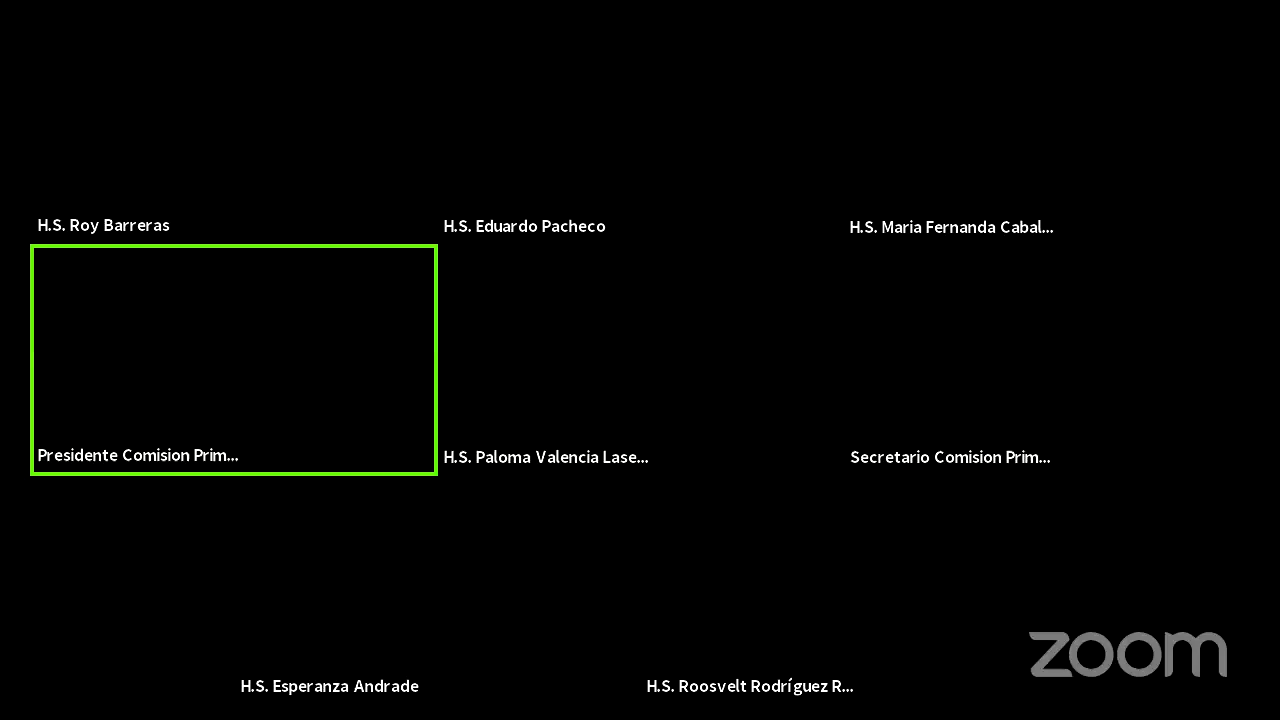 H.S. Roy Barreras
H.S. Eduardo Pacheco
H.S. Maria Fernanda Cabal...
Presidente Comision Prim...
H.S. Paloma Valencia Lase...
Secretario Comision Prim...
H.S. Esperanza Andrade
H.S. Roosvelt Rodríguez R...
zoom